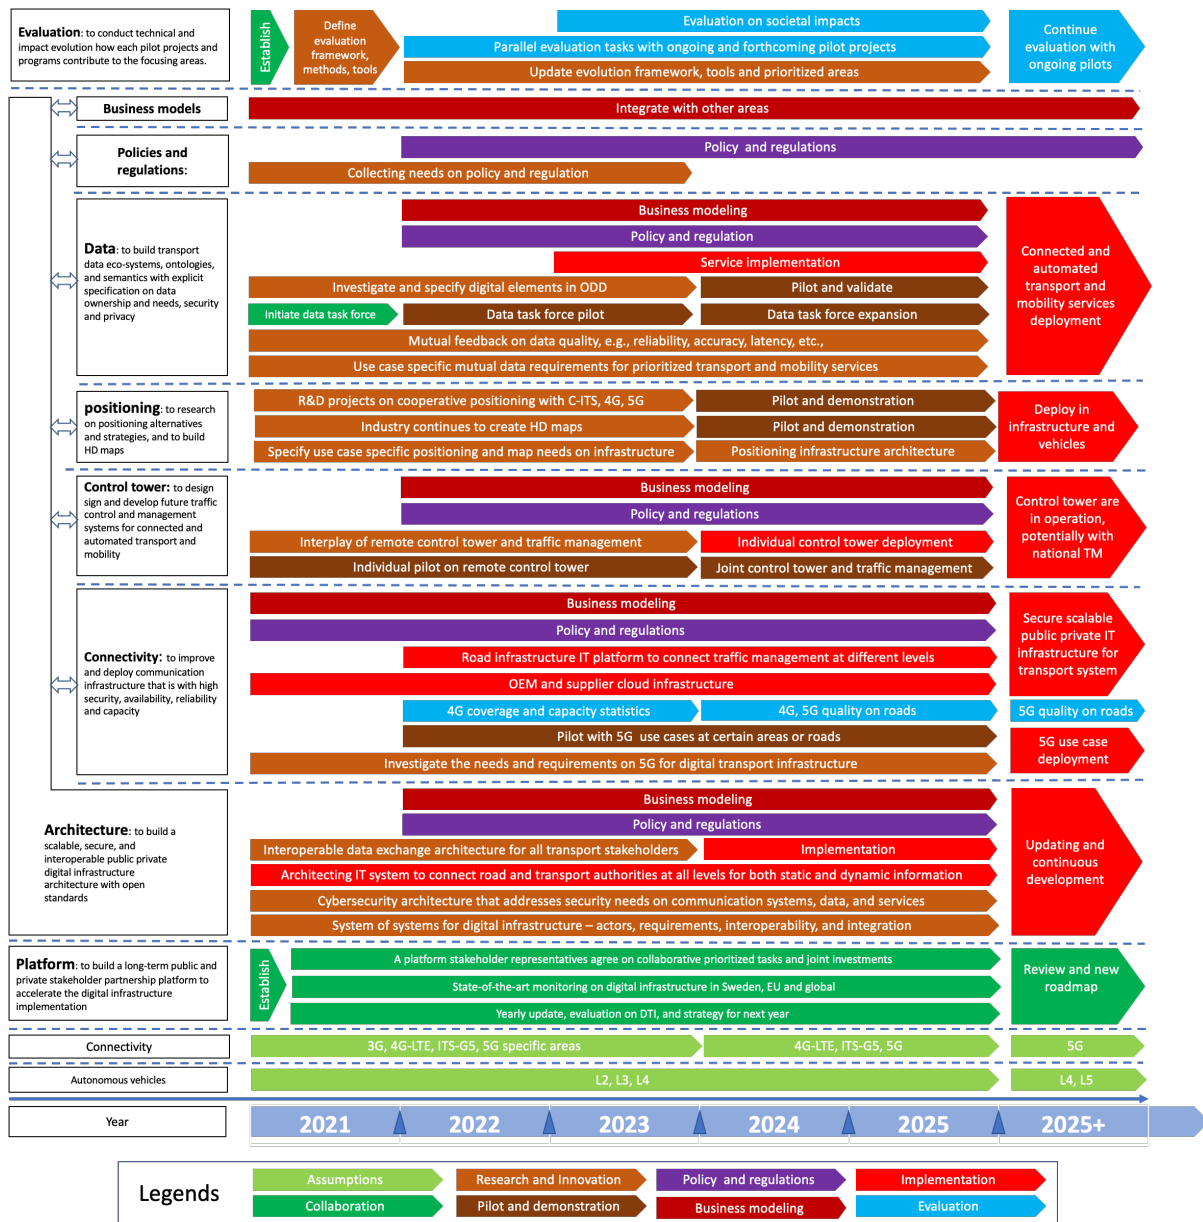 Evaluation: to conduct technical and
impact evolution how each pilot projects and
programs contribute to the focusing areas.
Establish
Define
evaluation
framework,
methods, tools
Evaluation on societal impacts
Parallel evaluation tasks with ongoing and forthcoming pilot projects
Update evolution framework, tools and prioritized areas
Continue
evaluation with
ongoing pilots
Business models
Integrate with other areas
Policies and
regulations:
Policy and regulations
Collecting needs on policy and regulation
Data: to build transport
data eco-systems, ontologies,
and semantics with explicit
specification on data
ownership and needs, security
and privacy
Business modeling
Policy and regulation
Service implementation
Investigate and specify digital elements in ODD
Pilot and validate
Initiate data task force
Data task force pilot
Data task force expansion
Mutual feedback on data quality, e.g., reliability, accuracy, latency, etc.,
Use case specific mutual data requirements for prioritized transport and mobility services
Connected and
automated
transport and
mobility services
deployment
positioning: to research
on positioning alternatives
and strategies, and to build
HD maps
R&D projects on cooperative positioning with C-ITS, 4G, 5G
Pilot and demonstration
Industry continues to create HD maps
Pilot and demonstration
Specify use case specific positioning and map needs on infrastructure
Positioning infrastructure architecture
Deploy in
infrastructure and
vehicles
Control tower: to design
sign and develop future traffic
control and management
systems for connected and
automated transport and
mobility
Business modeling
Policy and regulations
Interplay of remote control tower and traffic management
Individual control tower deployment
Individual pilot on remote control tower
Joint control tower and traffic management
Control tower are
in operation,
potentially with
national TM
Connectivity: to improve
and deploy communication
infrastructure that is with high
security, availability, reliability
and capacity
Business modeling
Policy and regulations
Road infrastructure IT platform to connect traffic management at different levels
OEM and supplier cloud infrastructure
4G coverage and capacity statistics
4G, 5G quality on roads
Pilot with 5G use cases at certain areas or roads
Investigate the needs and requirements on 5G for digital transport infrastructure
Secure scalable
public private IT
infrastructure for
transport system
5G quality on roads
5G use case
deployment
Architecture: to build a
scalable, secure, and
interoperable public private
digital infrastructure
architecture with open
standards
Business modeling
Policy and regulations
Interoperable data exchange architecture for all transport stakeholders
Implementation
Architecting IT system to connect road and transport authorities at all levels for both static and dynamic information
Cybersecurity architecture that addresses security needs on communication systems, data, and services
System of systems for digital infrastructure – actors, requirements, interoperability, and integration
Updating and
continuous
development
Platform: to build a long-term public and
private stakeholder partnership platform to
accelerate the digital infrastructure
implementation
Establish
A platform stakeholder representatives agree on collaborative prioritized tasks and joint investments
State-of-the-art monitoring on digital infrastructure in Sweden, EU and global
Yearly update, evaluation on DTI, and strategy for next year
Review and new
roadmap
Connectivity
3G, 4G-LTE, ITS-G5, 5G specific areas
4G-LTE, ITS-G5, 5G
5G
Autonomous vehicles
L2, L3, L4
L4, L5
Year
2021
2022
2023
2024
2025
2025+
Legends
Assumptions
Research and Innovation
Policy and regulations
Implementation
Collaboration
Pilot and demonstration
Business modeling
Evaluation